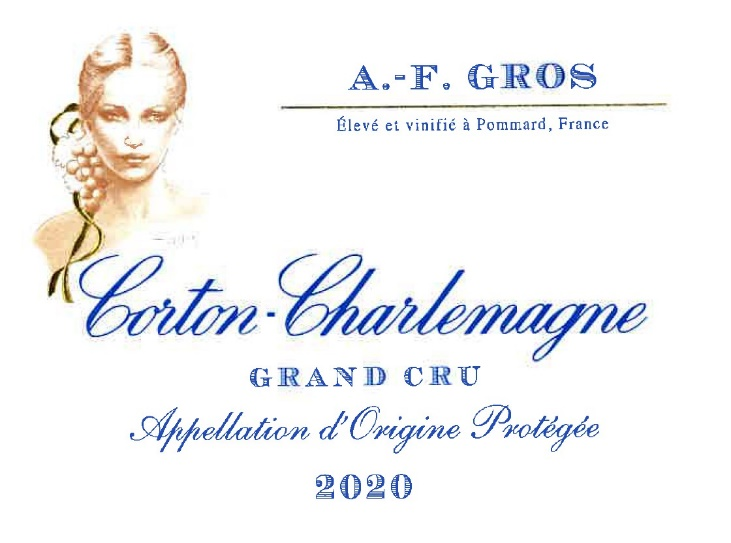 A.-F. GROS
Élevé et vinifié à Pommard, France
Corton-Charlemagne
GRAND CRU
Appellation d'Origine Protégée
2020